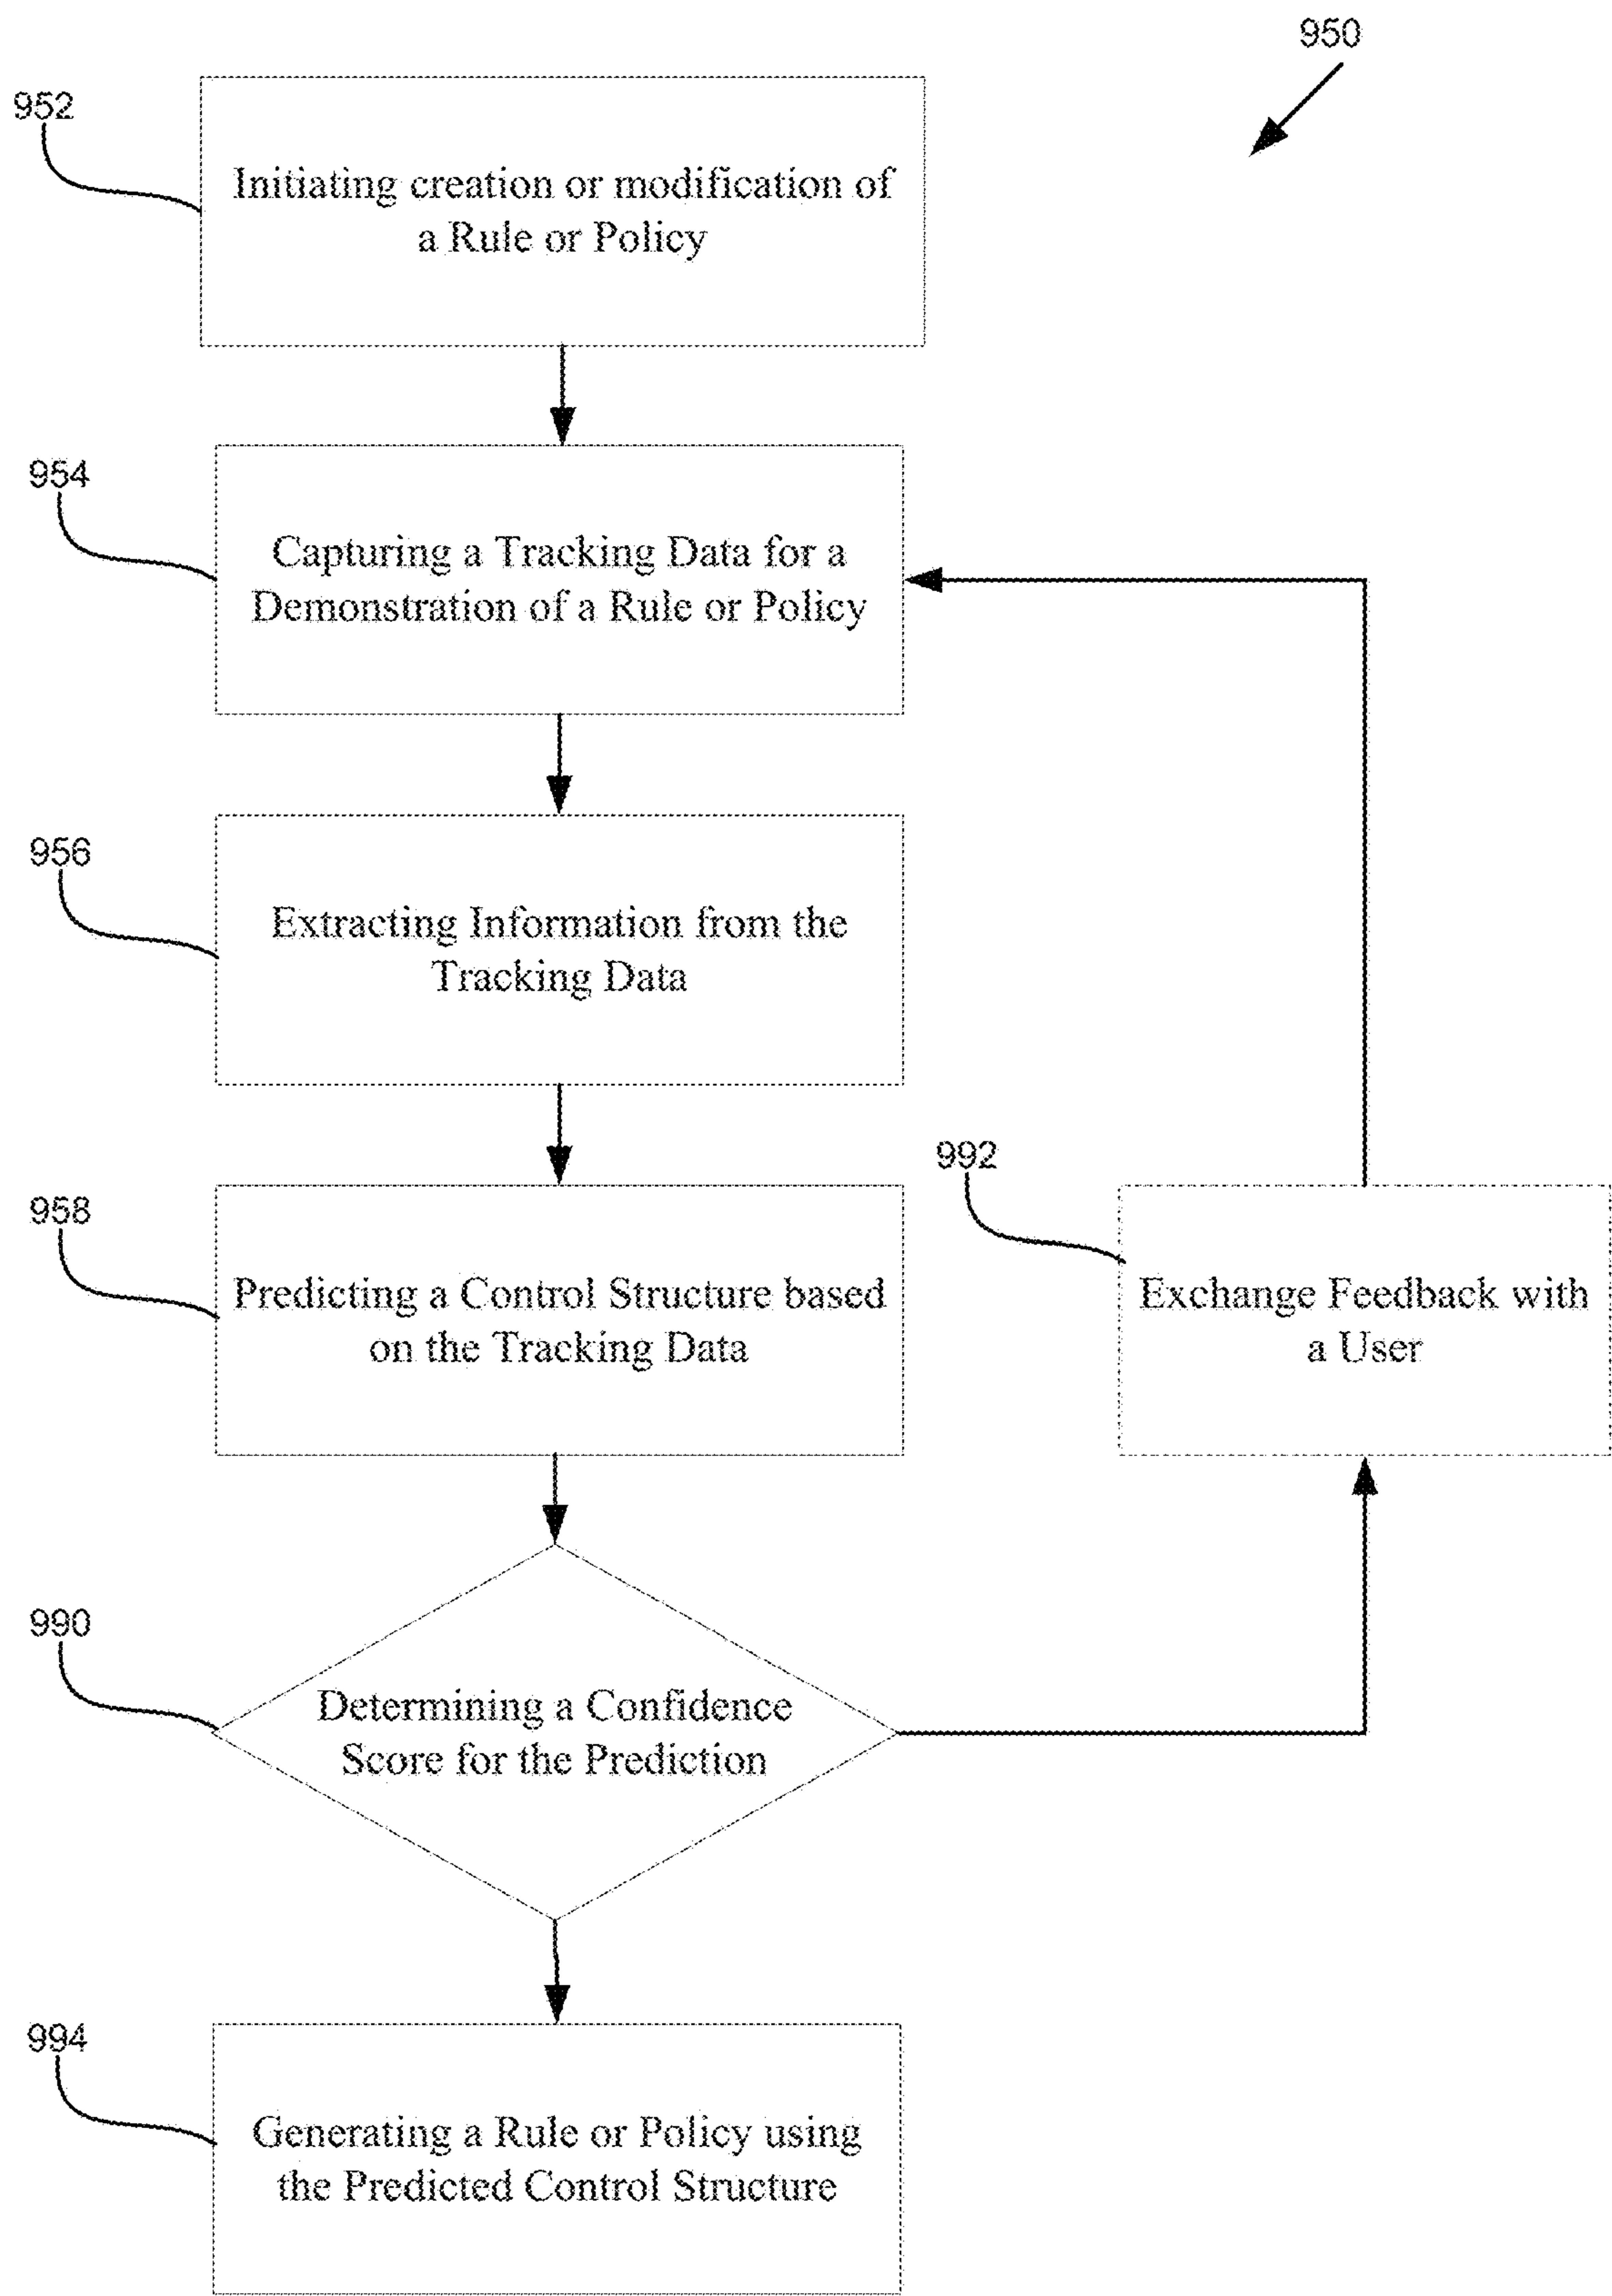 950
952
Initiating creation or modification of
a Rule or Policy
954
Capturing a Tracking Data for a
Demonstration of a Rule or Policy
956
Extracting Information from the
Tracking Data
958
Predicting a Control Structure based
on the Tracking Data
992
Exchange Feedback with
a User
990
Determining a Confidence
Score for the Prediction
994
Generating a Rule or Policy using
the Predicted Control Structure